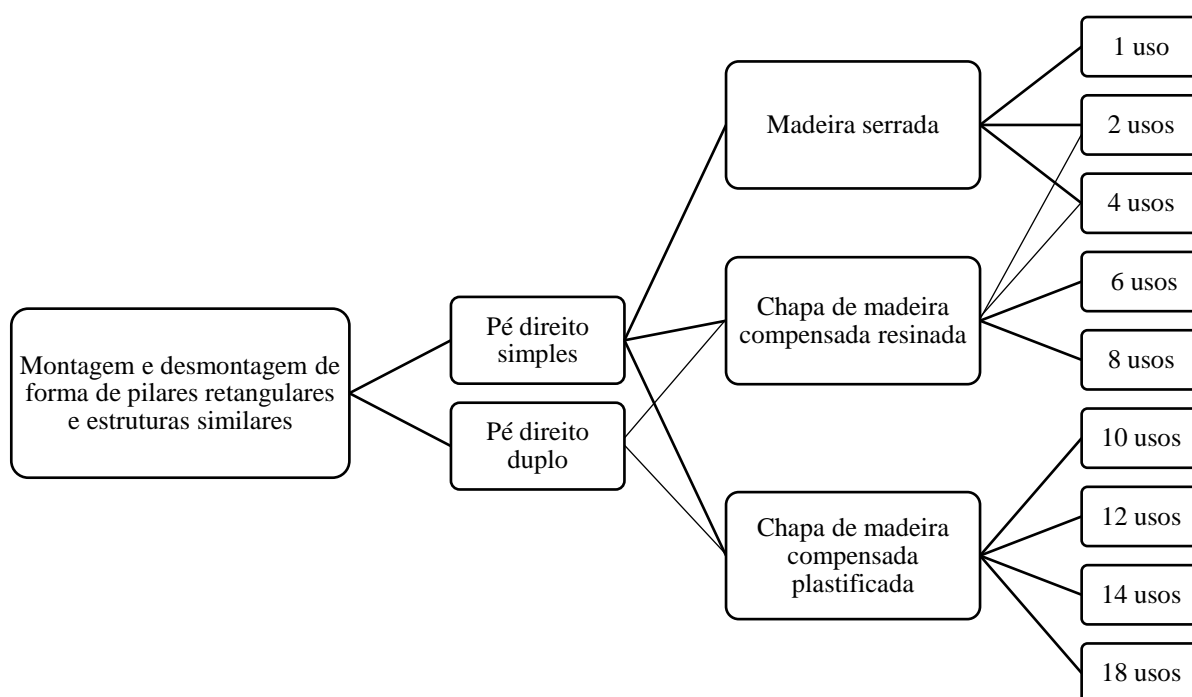 Montagem e desmontagem de
forma de pilares retangulares
e estruturas similares
Pé direito
simples
Pé direito
duplo
Madeira serrada
Chapa de madeira
compensada resinada
Chapa de madeira
compensada
plastificada
1 uso
2 usos
4 usos
6 usos
8 usos
10 usos
12 usos
14 usos
18 usos